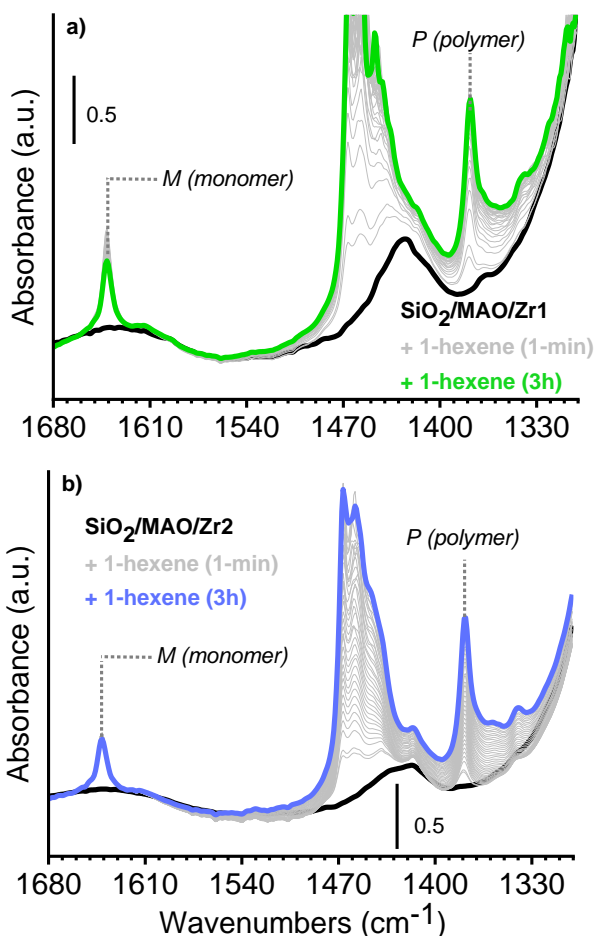 a)
P (polymer)
0.5
M (monomer)
Absorbance (a.u.)
SiO2/MAO/Zr1
+ 1-hexene (1-min)
+ 1-hexene (3h)
1680 1610 1540 1470 1400 1330
b)
SiO2/MAO/Zr2
+ 1-hexene (1-min)
+ 1-hexene (3h)
P (polymer)
M (monomer)
Absorbance (a.u.)
0.5
1680 1610 1540 1470 1400 1330
Wavenumbers (cm-1)